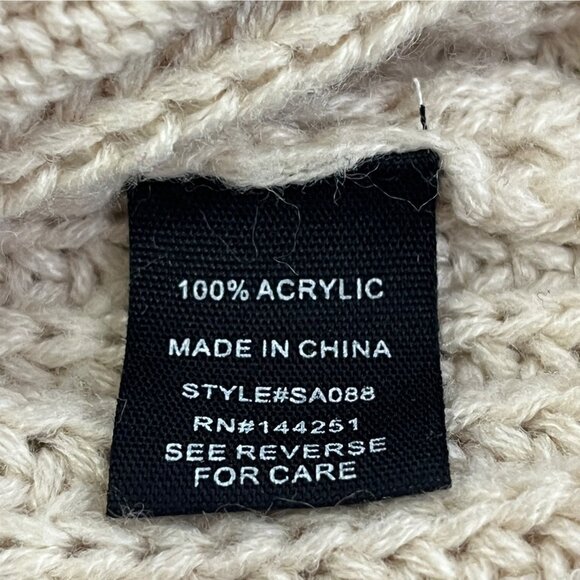 100% ACRYLIC
MADE IN CHINA
STYLE#SA088
RN#144251
SEE REVERSE
FOR CARE